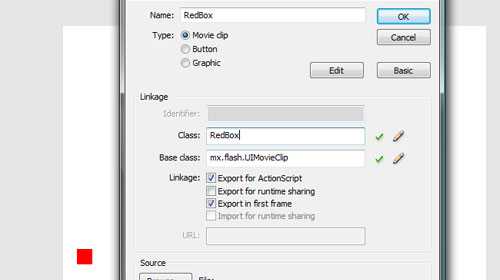 Name: RedBox OK
Type: Movie clip Cancel
Button
Graphic
Edit Basic
Linkage
Identifier:
Class: RedBox
Base class: mx.flash.UIMovieClip
Linkage: Export for ActionScript
Export for runtime sharing
Export in first frame
Import for runtime sharing
URL:
Source